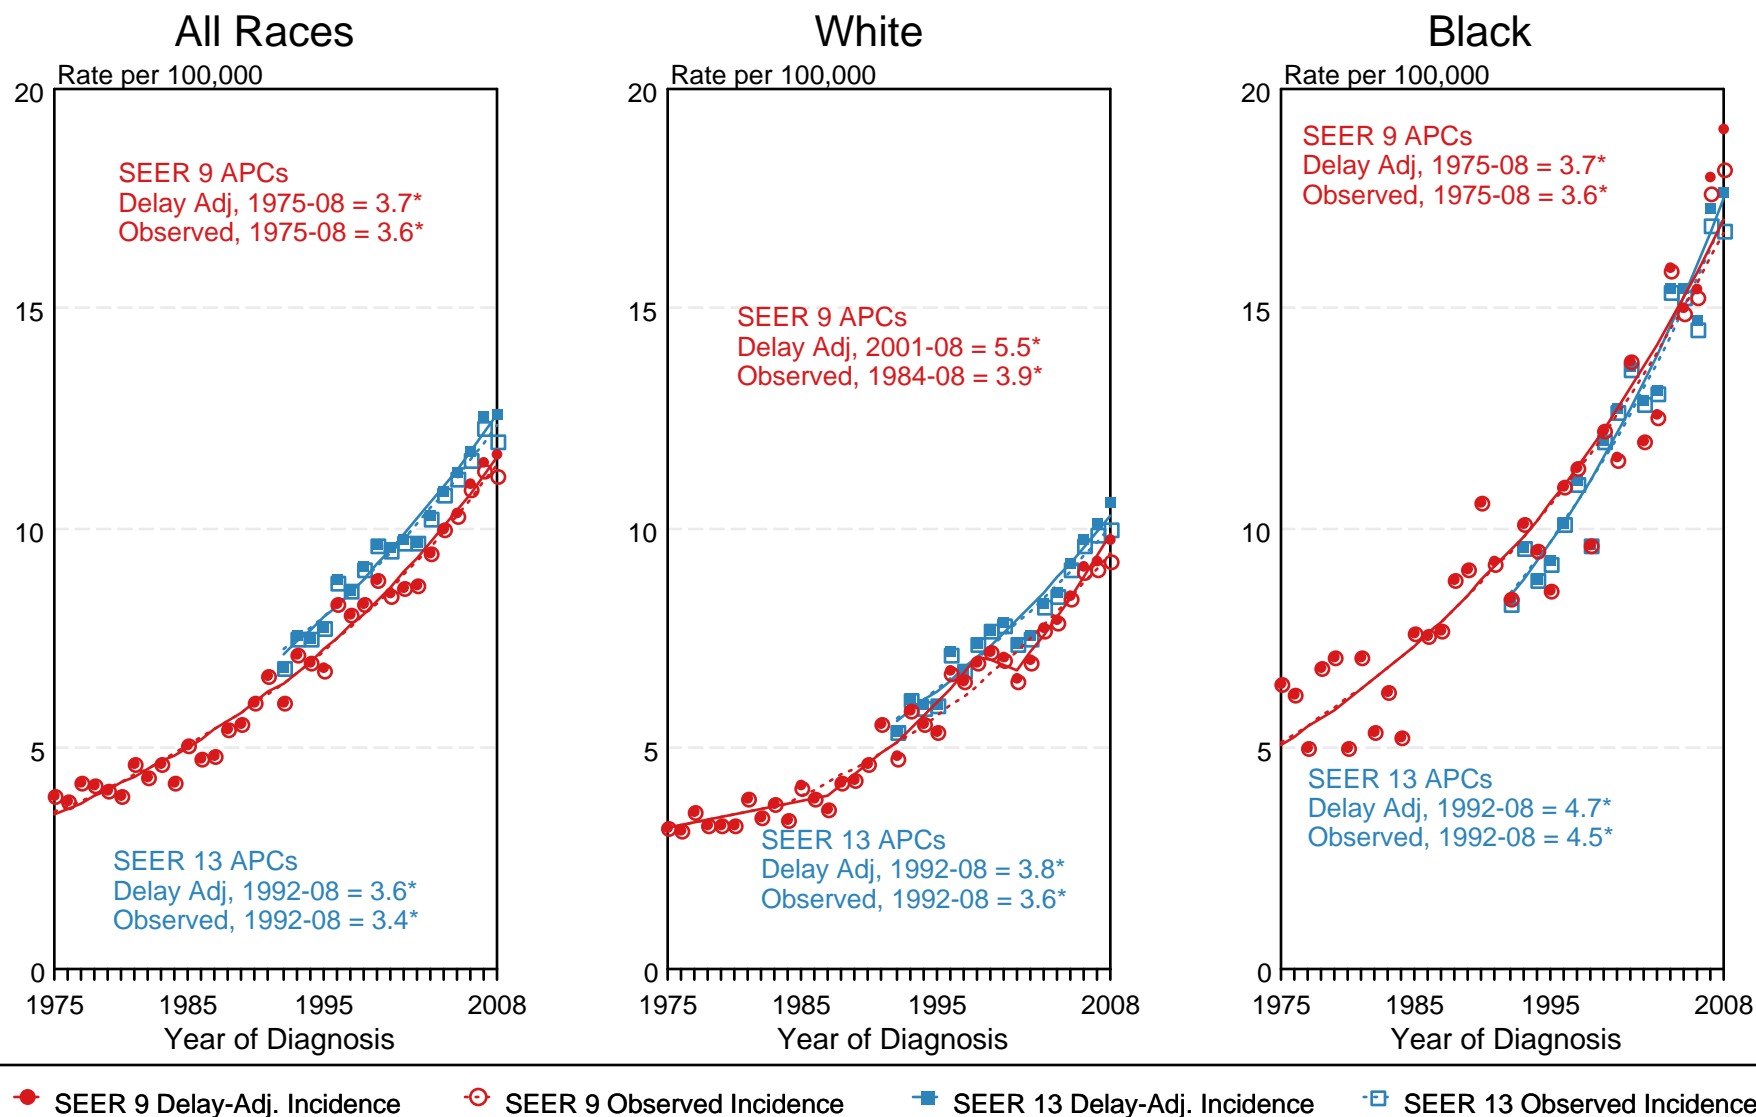 All Races
Rate per 100,000
20
15
10
5
0
SEER 9 APCs
Delay Adj, 1975-08 = 3.7*
Observed, 1975-08 = 3.6*
SEER 13 APCs
Delay Adj, 1992-08 = 3.6*
Observed, 1992-08 = 3.4*
1975 1985 1995 2008
Year of Diagnosis
White
Rate per 100,000
20
15
10
5
0
SEER 9 APCs
Delay Adj, 2001-08 = 5.5*
Observed, 1984-08 = 3.9*
SEER 13 APCs
Delay Adj, 1992-08 = 3.8*
Observed, 1992-08 = 3.6*
1975 1985 1995 2008
Year of Diagnosis
Black
Rate per 100,000
20
15
10
5
0
SEER 9 APCs
Delay Adj, 1975-08 = 3.7*
Observed, 1975-08 = 3.6*
SEER 13 APCs
Delay Adj, 1992-08 = 4.7*
Observed, 1992-08 = 4.5*
1975 1985 1995 2008
Year of Diagnosis
SEER 9 Delay-Adj. Incidence SEER 9 Observed Incidence SEER 13 Delay-Adj. Incidence SEER 13 Observed Incidence